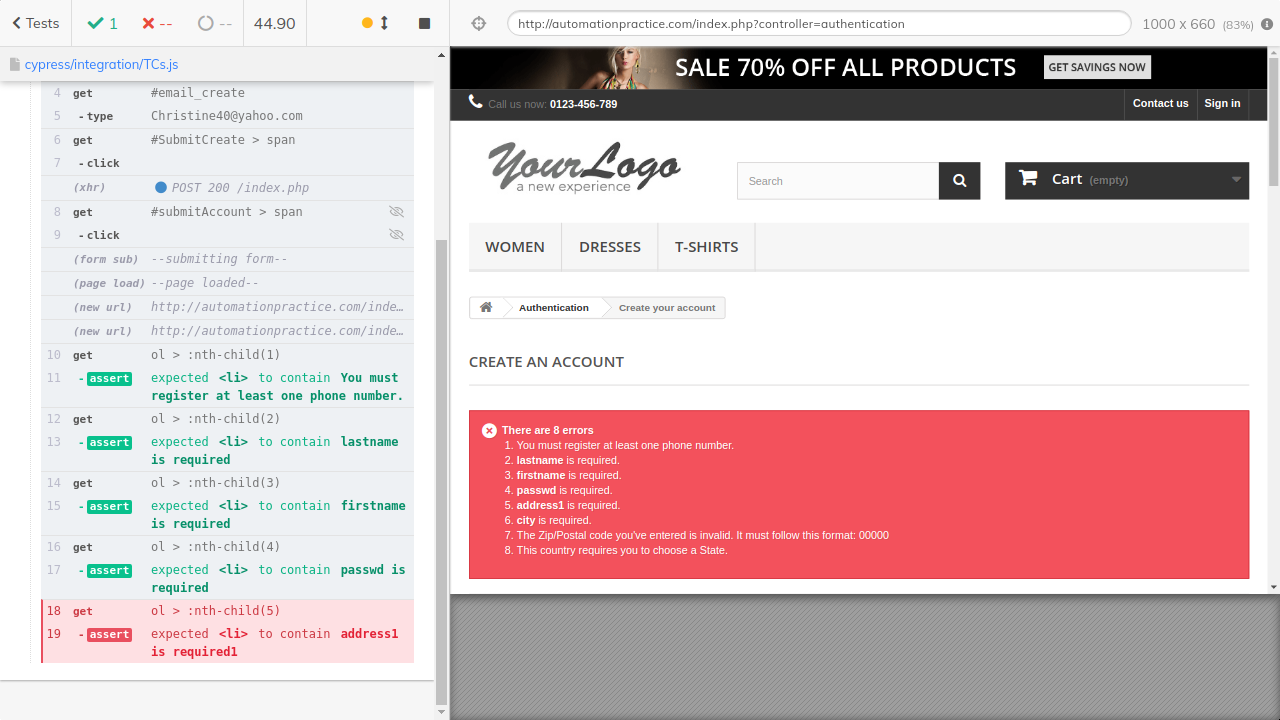 Tests
1
--
--
44.90
http://automationpractice.com/index.php?controller=authentication
1000 x 660 (83%)
cypress/integration/TCs.js
4 get #email_create
5 -type Christine40@yahoo.com
6 get #SubmitCreate > span
7 -click
(xhr) POST 200 /index.php
8 get #submitAccount > span
9 -click
(form sub) --submitting form--
(page load) --page loaded--
(new url) http://automationpractice.com/inde…
(new url) http://automationpractice.com/inde…
10 get ol > :nth-child(1)
11 -assert expected <li> to contain You must
register at least one phone number.
12 get ol > :nth-child(2)
13 -assert expected <li> to contain lastname
is required
14 get ol > :nth-child(3)
15 -assert expected <li> to contain firstname
is required
16 get ol > :nth-child(4)
17 -assert expected <li> to contain passwd is
required
18 get ol > :nth-child(5)
19 -assert expected <li> to contain address1
is required1
SALE 70% OFF ALL PRODUCTS
GET SAVINGS NOW
Call us now: 0123-456-789
Contact us
Sign in
YourLogo
a new experience
Search
Cart (empty)
WOMEN
DRESSES
T-SHIRTS
Authentication
Create your account
CREATE AN ACCOUNT
There are 8 errors
1. You must register at least one phone number.
2. lastname is required.
3. firstname is required.
4. passwd is required.
5. address1 is required.
6. city is required.
7. The Zip/Postal code you've entered is invalid. It must follow this format: 00000
8. This country requires you to choose a State.